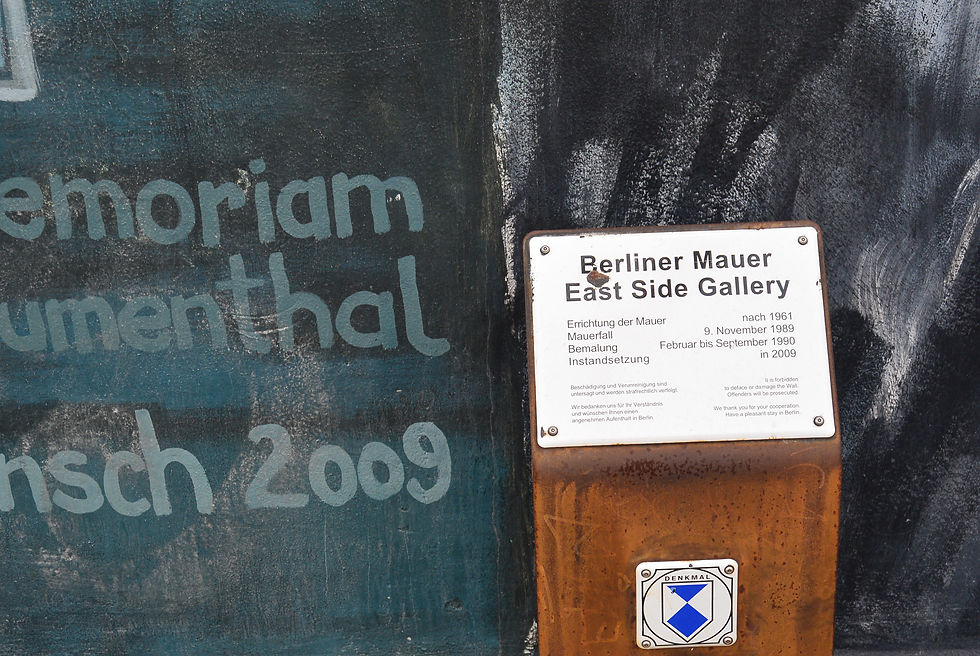 emoriam
umenthal
nsch 2009
Berliner Mauer
East Side Gallery
Errichtung der Mauer nach 1961
Mauerfall 9. November 1989
Bemalung Februar bis September 1990
Instandsetzung in 2009
Beschädigung und Verunreinigung sind
untersagt und werden strafrechtlich verfolgt.
Wir bedanken uns für Ihr Verständnis
und wünschen Ihnen einen
angenehmen Aufenthalt in Berlin.
It is forbidden
to deface or damage the Wall.
Offenders will be prosecuted.
We thank you for your cooperation.
Have a pleasant stay in Berlin.
DENKMAL